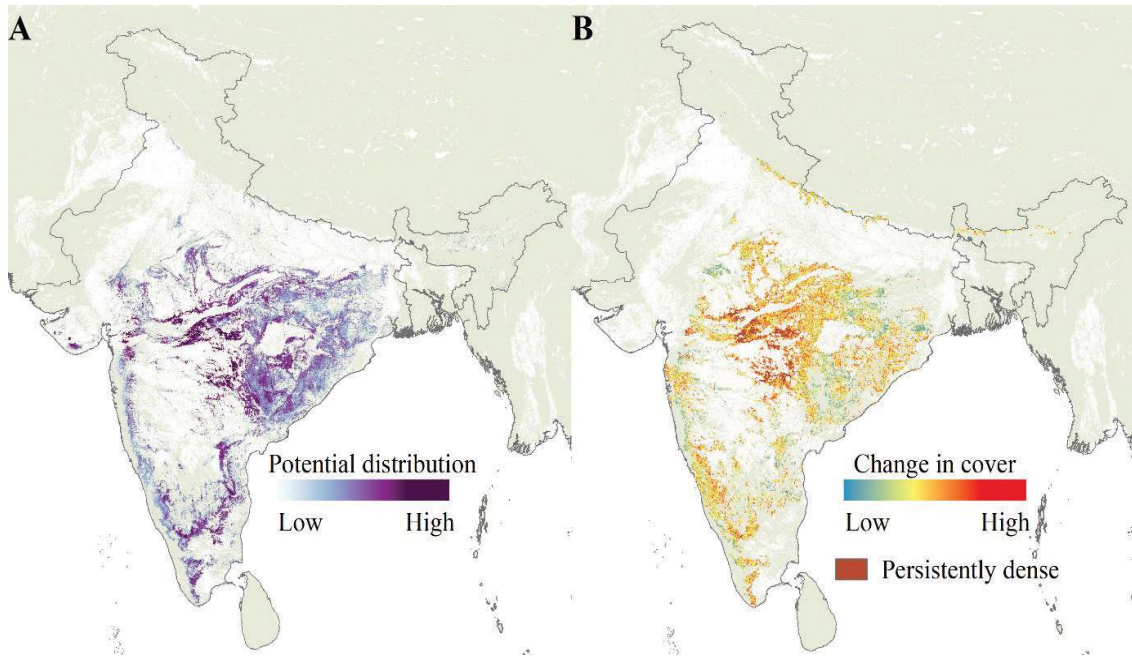 A
B
Potential distribution
Low High
Change in cover
Low High
Persistently dense